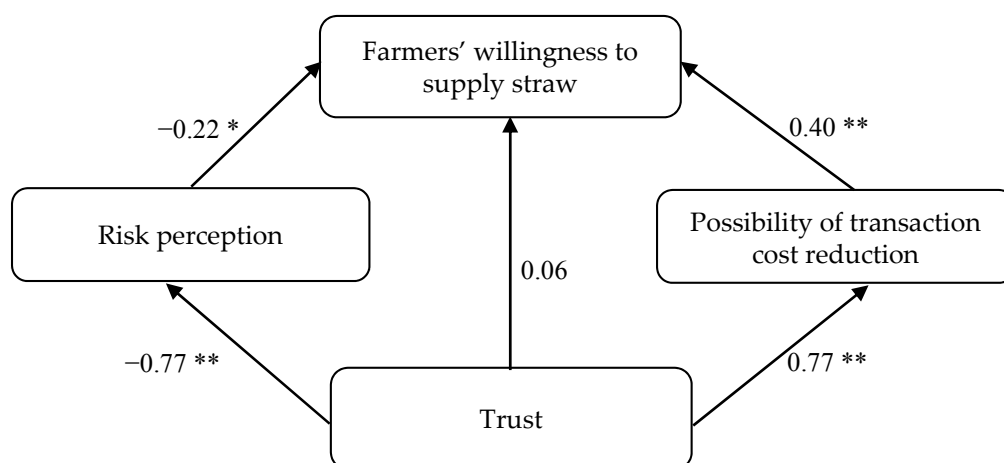 Farmers’ willingness to
supply straw
−0.22 *
0.40 **
Risk perception
Possibility of transaction
cost reduction
0.06
−0.77 **
0.77 **
Trust